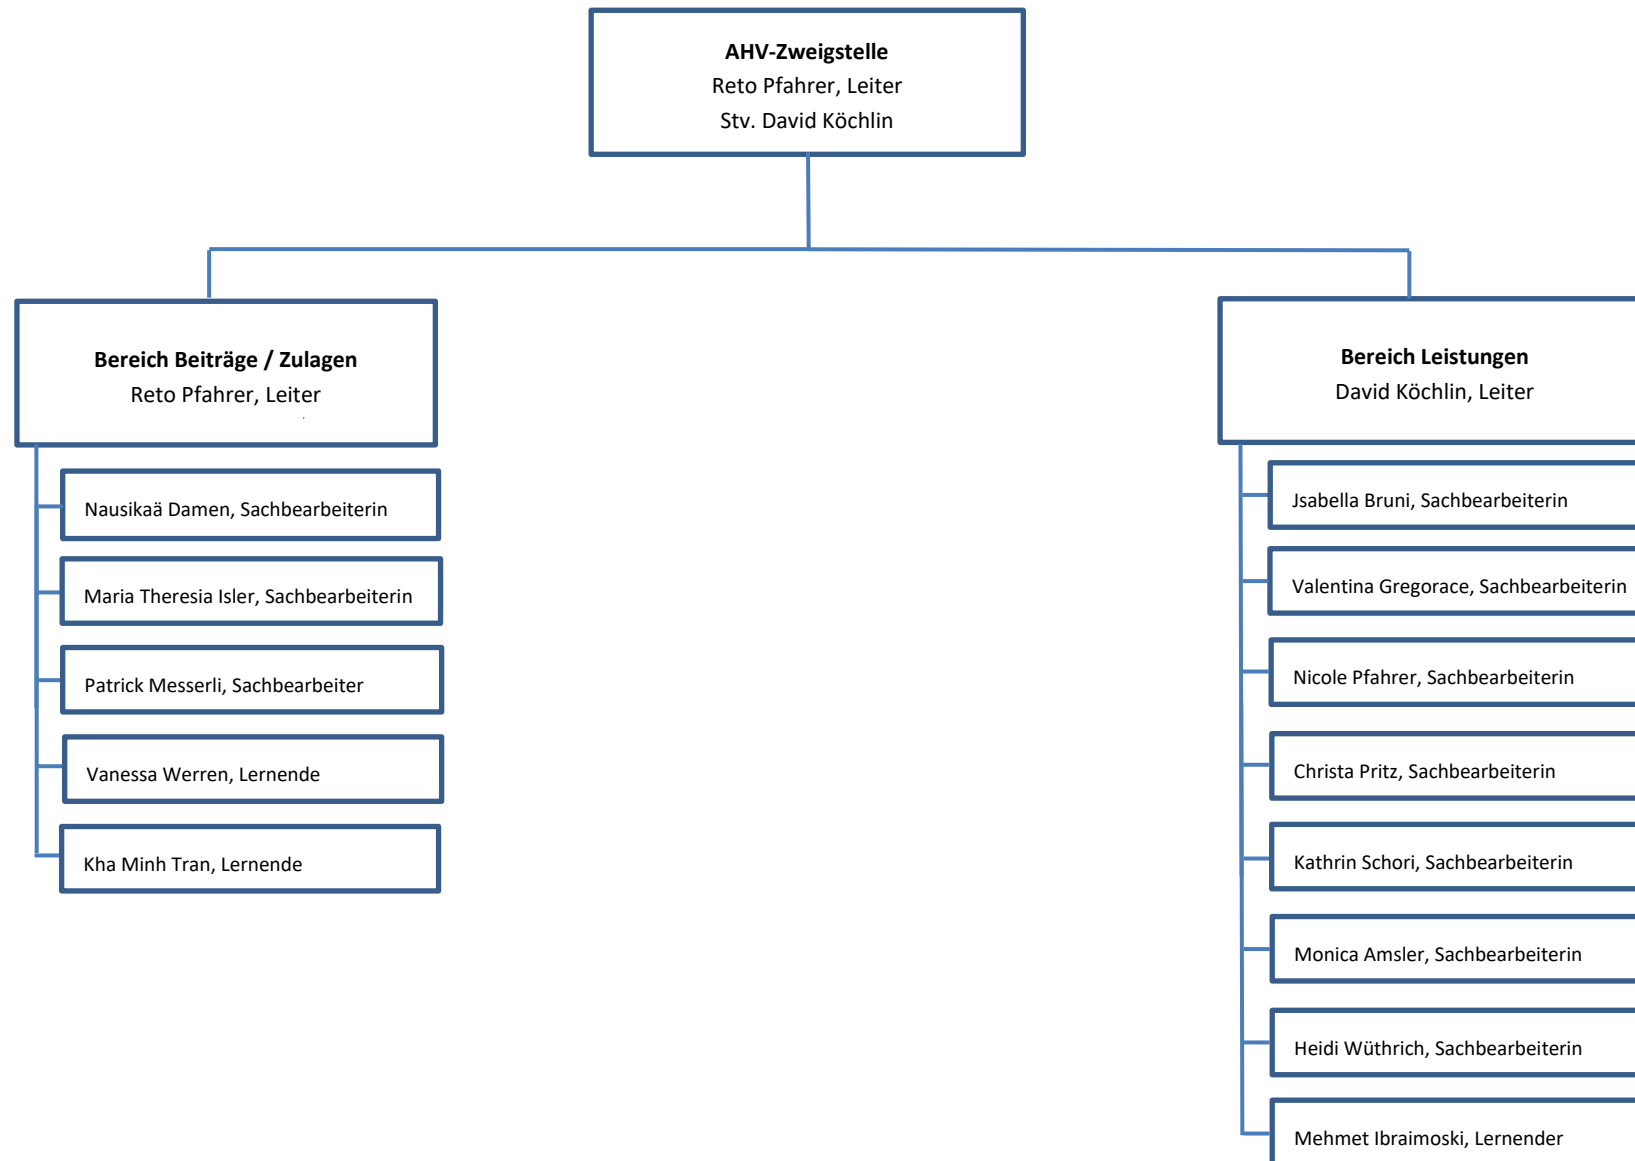 AHV-Zweigstelle
Reto Pfahrer, Leiter
Stv. David Köchlin
Bereich Beiträge / Zulagen
Reto Pfahrer, Leiter
Nausikaä Damen, Sachbearbeiterin
Maria Theresia Isler, Sachbearbeiterin
Patrick Messerli, Sachbearbeiter
Vanessa Werren, Lernende
Kha Minh Tran, Lernende
Bereich Leistungen
David Köchlin, Leiter
Jsabella Bruni, Sachbearbeiterin
Valentina Gregorace, Sachbearbeiterin
Nicole Pfahrer, Sachbearbeiterin
Christa Pritz, Sachbearbeiterin
Kathrin Schori, Sachbearbeiterin
Monica Amsler, Sachbearbeiterin
Heidi Wüthrich, Sachbearbeiterin
Mehmet Ibraimoski, Lernender